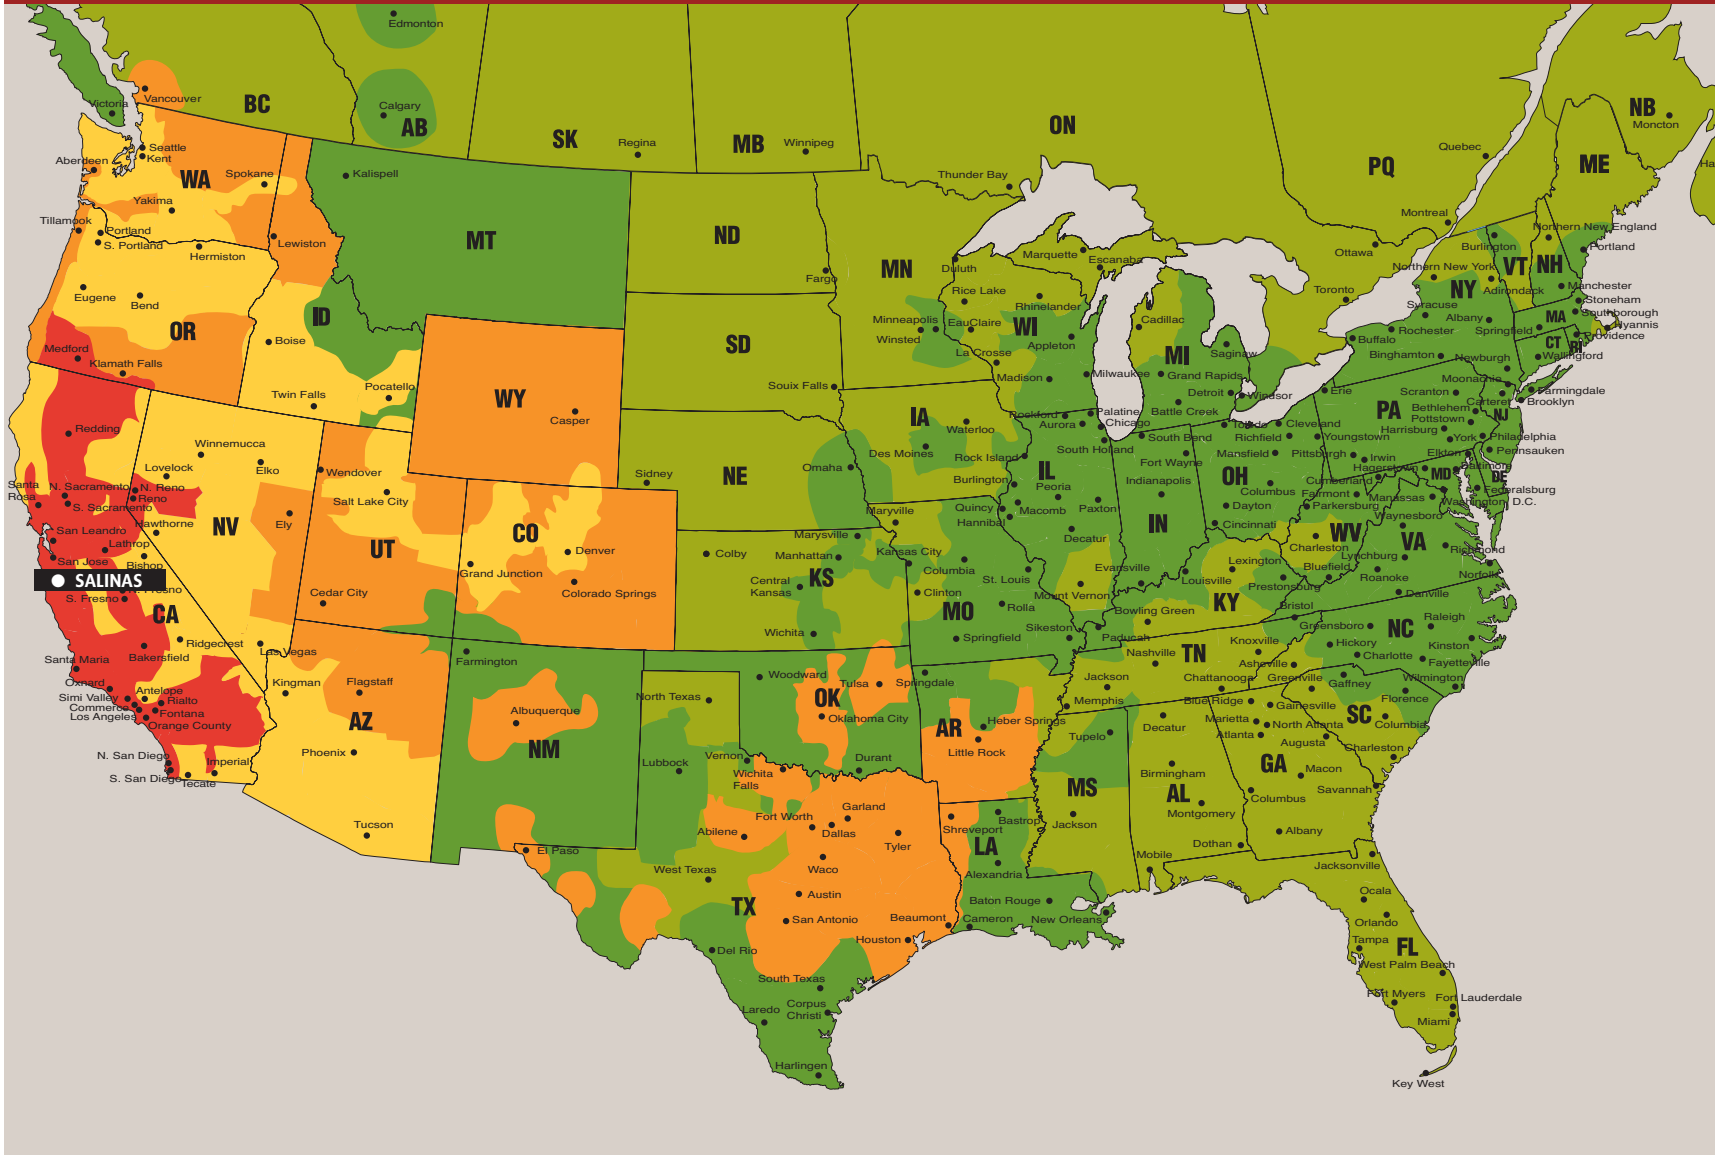 Edmonton
Vancouver
Victoria
BC
Calgary
AB
SK
Regina
MB
Winnipeg
ON
Thunder Bay
PQ
Quebec
NB
Moncton
Ha
ME
Montreal
Ottawa
Toronto
Seattle
Kent
Aberdeen
WA
Spokane
Yakima
Tillamook
Portland
S. Portland
Hermiston
Lewiston
Kalispell
MT
ID
Eugene
Bend
OR
Boise
Medford
Klamath Falls
Twin Falls
Pocatello
ND
Fargo
SD
Souix Falls
WY
Casper
MN
Duluth
Marquette
Escanaba
Rice Lake
Rhinelander
Minneapolis
EauClaire
WI
Winsted
Appleton
La Crosse
Madison
Milwaukee
Cadillac
MI
Saginaw
Grand Rapids
Detroit
Windsor
Battle Creek
Northern New England
Burlington
Portland
VT
NH
Northern New York
NY
Adirondack
Manchester
Stoneham
Southborough
Syracuse
Albany
MA
Hyannis
Springfield
Providence
Rochester
Buffalo
CT
RI
Wallingford
Binghamton
Newburgh
Moonachie
Erie
Scranton
Farmingdale
Carteret
Brooklyn
PA
Bethlehem
NJ
Pottstown
Harrisburg
York
Philadelphia
Pennsauken
Elkton
Baltimore
Pittsburgh
Irwin
Hagerstown
MD
DE
Cumberland
Federalsburg
Manassas
Washington, D.C.
Redding
Winnemucca
Lovelock
Elko
Wendover
Salt Lake City
Santa
Rosa
N. Sacramento
N. Reno
Reno
S. Sacramento
Hawthorne
NV
Ely
UT
San Leandro
Lathrop
San Jose
Bishop
SALINAS
N. Fresno
S. Fresno
CA
Cedar City
Ridgecrest
Las Vegas
Bakersfield
Santa Maria
Oxnard
Antelope
Simi Valley
Rialto
Commerce
Fontana
Los Angeles
Orange County
N. San Diego
S. San Diego
Tecate
Imperial
Kingman
Flagstaff
AZ
Phoenix
Tucson
CO
Denver
Grand Junction
Colorado Springs
Farmington
Albuquerque
NM
Sidney
NE
Omaha
IA
Waterloo
Des Moines
Rock Island
Burlington
Rockford
Palatine
Aurora
Chicago
South Holland
IL
Peoria
Quincy
Macomb
Paxton
Hannibal
Decatur
South Bend
Fort Wayne
Indianapolis
IN
Toledo
Cleveland
Richfield
Youngstown
Mansfield
OH
Columbus
Fairmont
Dayton
Parkersburg
Cincinnati
WV
Charleston
Waynesboro
VA
Lynchburg
Richmond
Bluefield
Roanoke
Norfolk
Danville
Maryville
Marysville
Colby
Manhattan
Kansas City
KS
Central
Kansas
Columbia
St. Louis
Clinton
MO
Rolla
Wichita
Springfield
Sikeston
Mount Vernon
Evansville
Lexington
Louisville
Prestonsburg
KY
Bowling Green
Paducah
Bristol
Raleigh
Greensboro
NC
Hickory
Kinston
Charlotte
Fayetteville
Wilmington
Asheville
Knoxville
Nashville
TN
Jackson
Chattanooga
Memphis
Greenville
Gaffney
Florence
SC
Columbia
Charleston
Blue Ridge
Gainesville
Marietta
North Atlanta
Atlanta
Augusta
GA
Macon
Columbus
Savannah
Albany
Woodward
OK
Tulsa
Springdale
Oklahoma City
Durant
AR
Heber Springs
Little Rock
Tupelo
MS
Jackson
Decatur
Birmingham
AL
Montgomery
Dothan
Mobile
North Texas
Lubbock
Vernon
Wichita
Falls
Abilene
Fort Worth
Garland
Dallas
Tyler
El Paso
West Texas
Waco
TX
Austin
San Antonio
Beaumont
Houston
Del Rio
South Texas
Laredo
Corpus
Christi
Harlingen
Bastrop
Shreveport
LA
Alexandria
Baton Rouge
Cameron
New Orleans
Jacksonville
Ocala
Orlando
Tampa
FL
West Palm Beach
Fort Myers
Fort Lauderdale
Miami
Key West